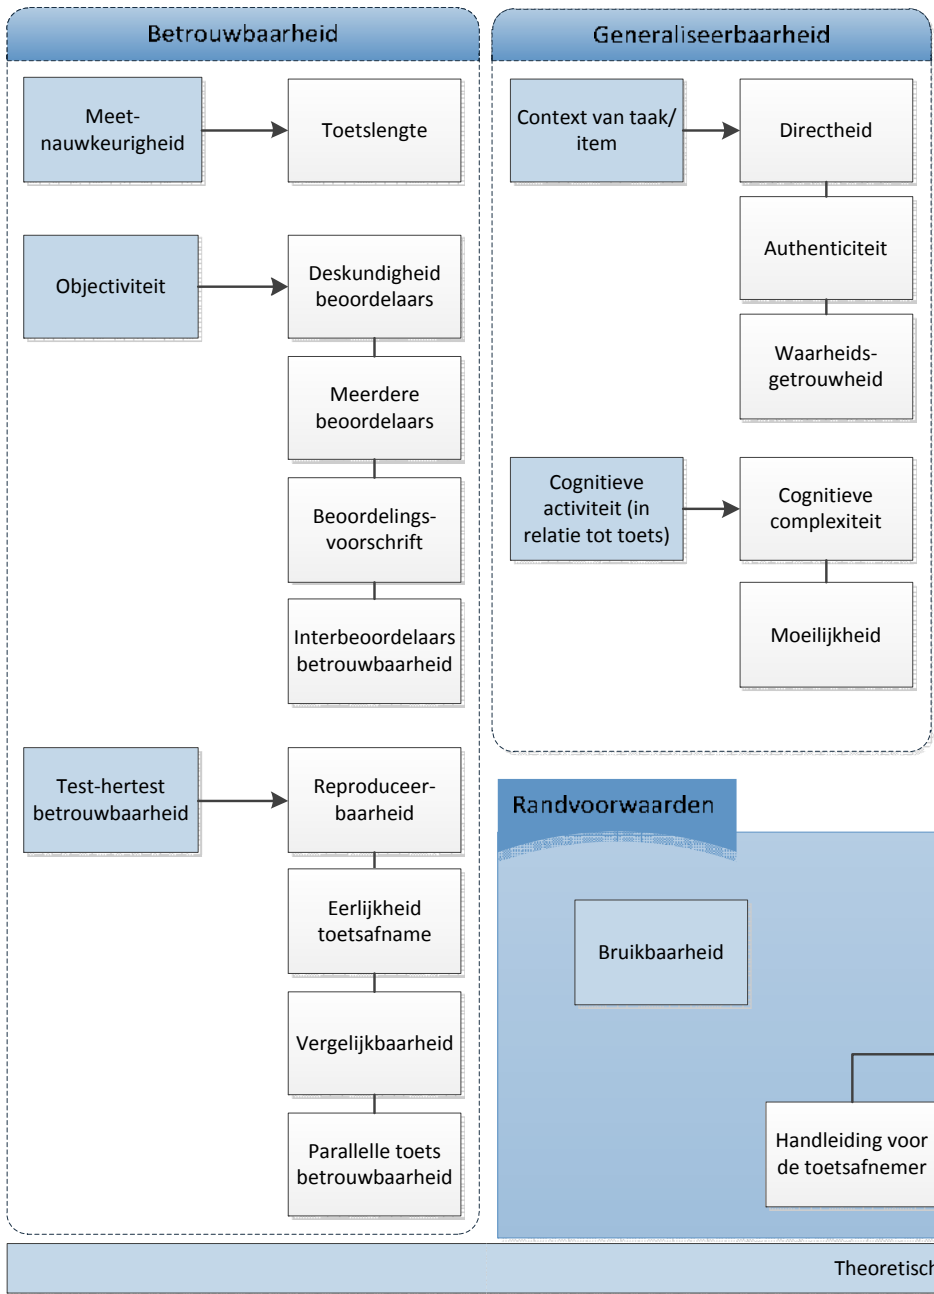 Betrouwbaarheid
Meet-
nauwkeurigheid
Toetslengte
Objectiviteit
Deskundigheid
beoordelaars
Meerdere
beoordelaars
Beoordelings-
voorschrift
Interbeoordelaars
betrouwbaarheid
Test-hertest
betrouwbaarheid
Reproduceer-
baarheid
Eerlijkheid
toetsafname
Vergelijkbaarheid
Parallelle toets
betrouwbaarheid
Generaliseerbaarheid
Context van taak/
item
Directheid
Authenticiteit
Waarheids-
getrouwheid
Cognitieve
activiteit (in
relatie tot toets)
Cognitieve
complexiteit
Moeilijkheid
Randvoorwaarden
Bruikbaarheid
Handleiding voor
de toetsafnemer
Theoretisch